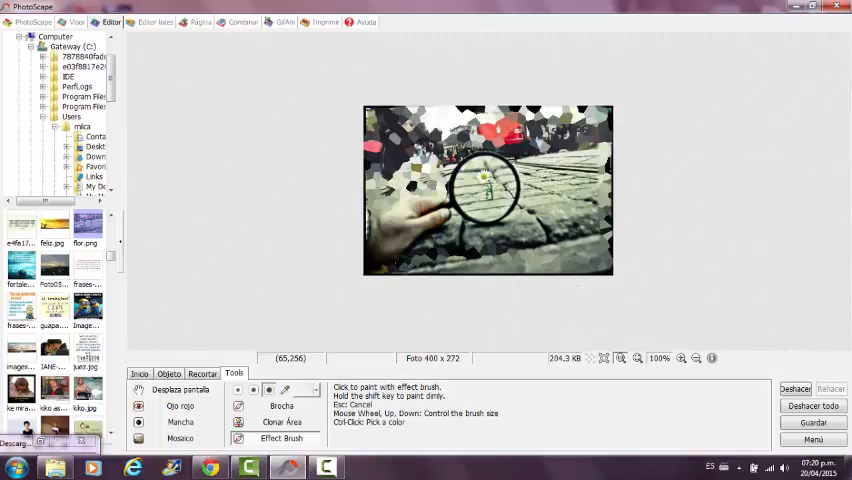 PhotoScape
PhotoScape Visor Editor Editor lotes Página Combinar GifAni Imprimir Ayuda
Computer
Gateway (C:)
7878840fade
e03f8817e2
IDE
PerfLogs
Program Files
Program Files
Users
mica
Conta
Deskt
Down
Favor
Links
My Do
e4fa17... feliz.jpg flor.png
fortale... Foto05... frases-...
frases-... guapa... Image...
images... JANE-... juez.jpg
ke mira... kiko as... kiko.jpg
(65,256) Foto 400 x 272 204.3 KB 100%
Inicio Objeto Recortar Tools
Desplaza pantalla
Ojo rojo Brocha
Mancha Clonar Área
Mosaico Effect Brush
Click to paint with effect brush.
Hold the shift key to paint dimly.
Esc: Cancel
Mouse Wheel, Up, Down: Control the brush size
Ctrl-Click: Pick a color
Deshacer Rehacer
Deshacer todo
Guardar
Menú
Descarg...
ES 07:20 p.m.
20/04/2015